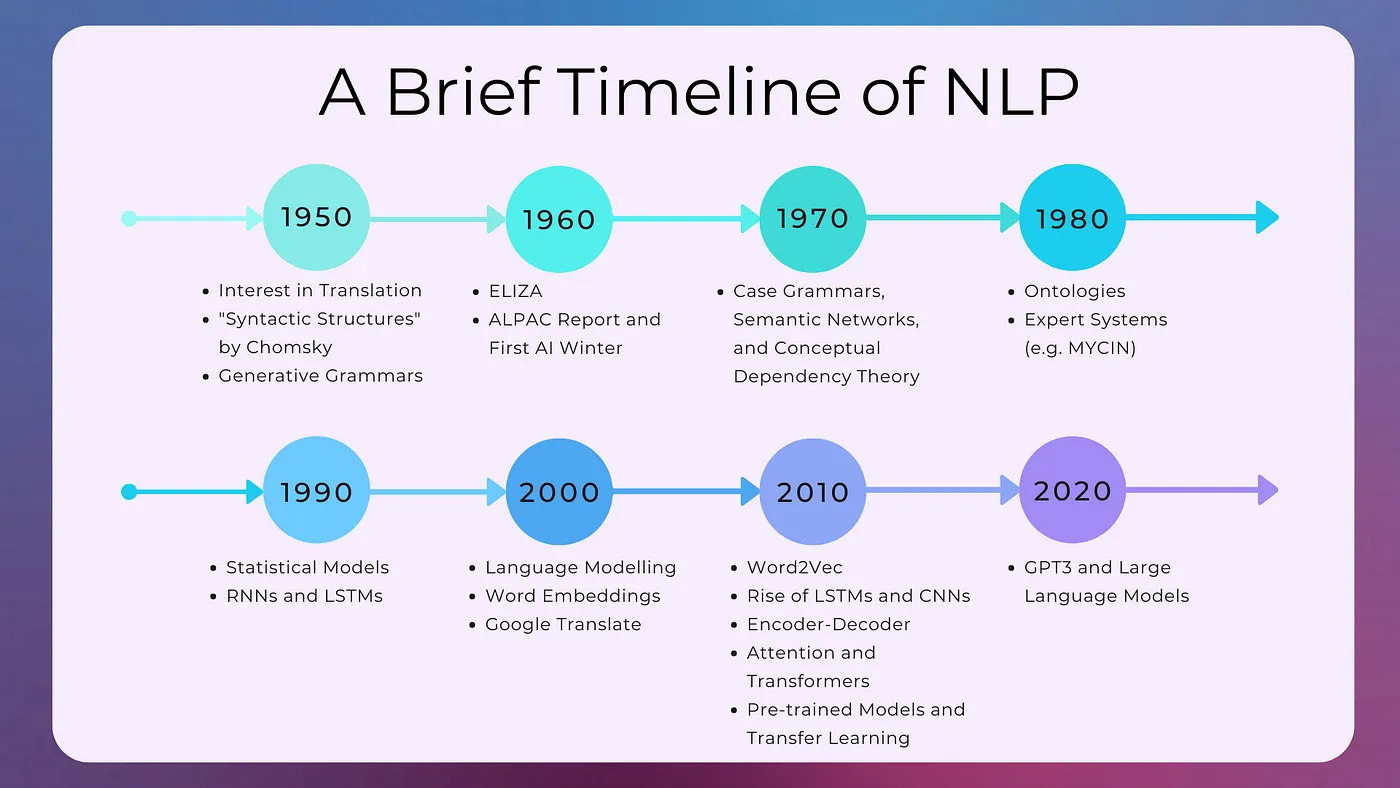 A Brief Timeline of NLP
1950
1960
1970
1980
• Interest in Translation
• "Syntactic Structures"
by Chomsky
• Generative Grammars
• ELIZA
• ALPAC Report and
First AI Winter
• Case Grammars,
Semantic Networks,
and Conceptual
Dependency Theory
• Ontologies
• Expert Systems
(e.g. MYCIN)
1990
2000
2010
2020
• Statistical Models
• RNNs and LSTMs
• Language Modelling
• Word Embeddings
• Google Translate
• Word2Vec
• Rise of LSTMs and CNNs
• Encoder-Decoder
• Attention and
Transformers
• Pre-trained Models and
Transfer Learning
• GPT3 and Large
Language Models